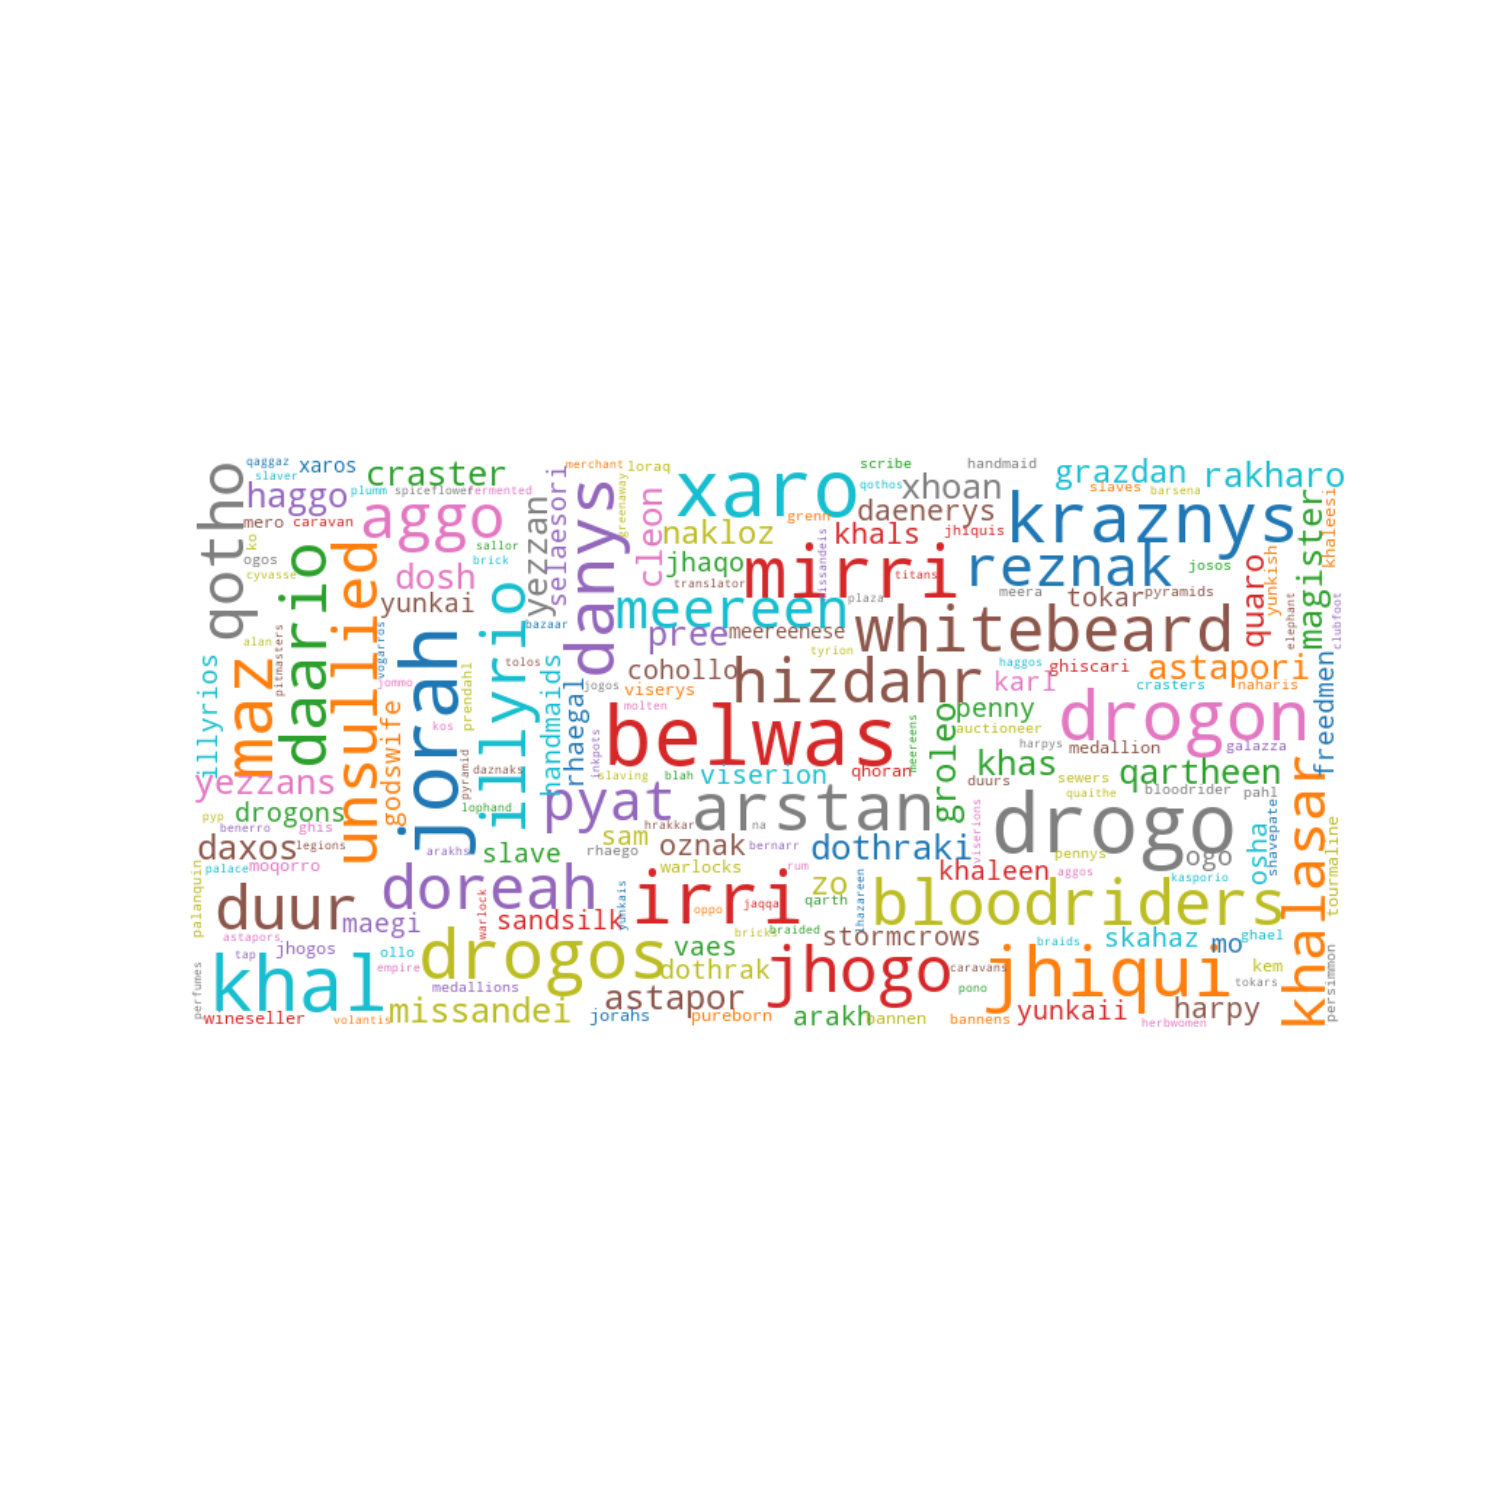 qotho
qaggaz
slaver
xaros
craster
haggo
plumm
spiceflower
fermented
mero
caravan
aggo
ko
ogos
cyvasse
sallor
brick
dosh
yunkai
yezzan
selaesori
bazaar
merchant
greenaway
loraq
danys
cleon
xaro
nakloz
jhaqo
translator
scribe
qothos
xhoan
handmaid
daenerys
grenn
khals
jhiquis
missandeis
mirri
titans
plaza
meereen
grazdan
rakharo
slaves
barsena
kraznys
khaleesi
magister
reznak
josos
meera
tokar
pyramids
quaro
yunkish
elephant
clubfoot
daario
unsullied
jorah
illyrio
alan
pitmasters
vogarros
tolos
maz
illyrios
jommo
godswife
kos
prendahl
pyramid
daznaks
lophand
handmaids
jogos
rhaegal
inkpots
pree
meereenese
tyrion
whitebeard
cohollo
viserys
molten
hizdahr
haggos
ghiscari
astapori
karl
crasters
naharis
freedmen
belwas
meereens
groleo
penny
auctioneer
drogon
galazza
harpys
medallion
khas
qartheen
slaving
blah
viserion
qhoran
duurs
sewers
quaithe
bloodrider
pahl
yezzans
drogons
pyp
benerro
ghis
legions
daxos
palace
moqorro
arakhs
slave
pyat
sam
hrakkar
na
rhaego
oznak
bernarr
arstan
dothraki
viserions
drogo
pennys
ogo
osha
shavepate
tourmaline
khalasar
palanquin
duur
maegi
doreah
warlock
sandsilk
yunkais
warlocks
irri
oppo
rum
jaqqa
zo
qarth
lhazareen
khaleen
aggos
kasporio
bloodriders
astapors
tap
jhogos
ollo
empire
khal
drogos
bricks
braided
vaes
stormcrows
dothrak
braids
skahaz
mo
ghael
perfumes
medallions
jhogo
caravans
pono
jhiqui
kem
tokars
persimmon
wineseller
volantis
missandei
jorahs
astapor
pureborn
arakh
bannen
bannens
yunkaii
herbwomen
harpy